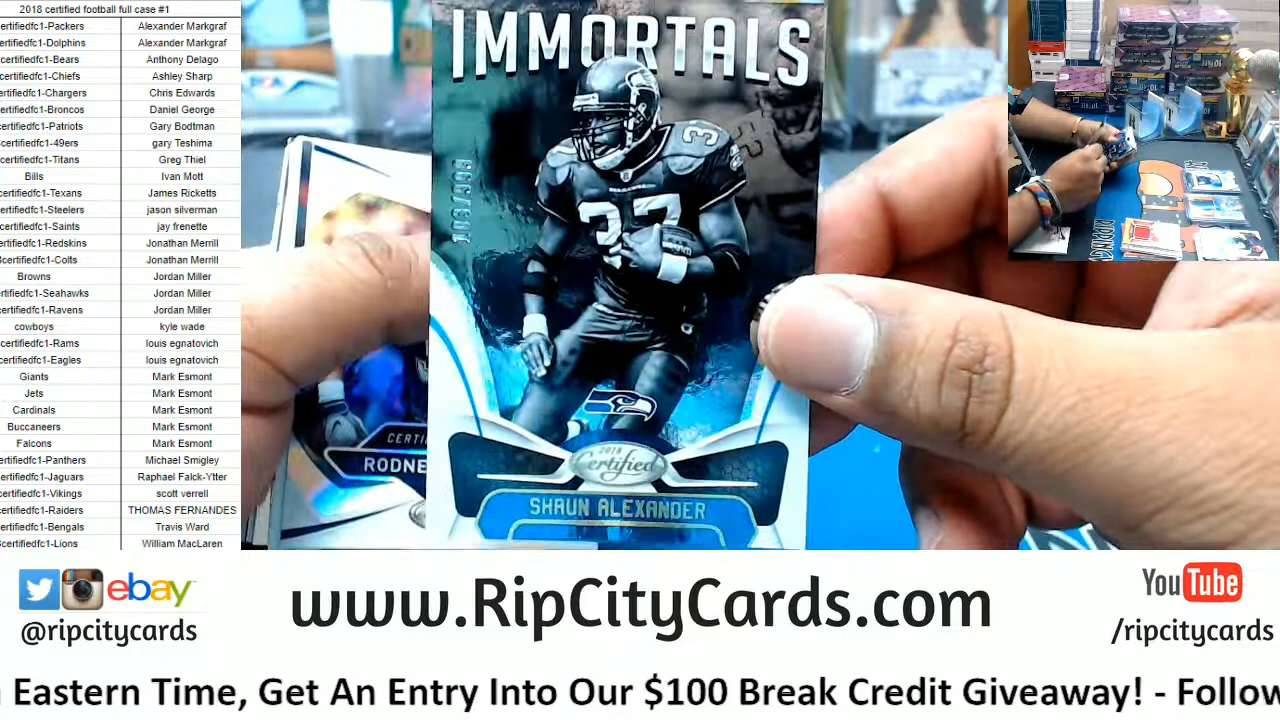 2018 certified football full case #1
ertifiedfc1-Packers Alexander Markgraf
ertifiedfc1-Dolphins Alexander Markgraf
certifiedfc1-Bears Anthony Delago
ertifiedfc1-Chiefs Ashley Sharp
rtifiedfc1-Chargers Chris Edwards
ertifiedfc1-Broncos Daniel George
certifiedfc1-Patriots Gary Bodtman
certifiedfc1-49ers gary Teshima
certifiedfc1-Titans Greg Thiel
Bills Ivan Mott
certifiedfc1-Texans James Ricketts
ertifiedfc1-Steelers jason silverman
ertifiedfc1-Saints jay frenette
ertifiedfc1-Redskins Jonathan Merrill
certifiedfc1-Colts Jonathan Merrill
Browns Jordan Miller
rtifiedfc1-Seahawks Jordan Miller
ertifiedfc1-Ravens Jordan Miller
cowboys kyle wade
certifiedfc1-Rams louis egnatovich
certifiedfc1-Eagles louis egnatovich
Giants Mark Esmont
Jets Mark Esmont
Cardinals Mark Esmont
Buccaneers Mark Esmont
Falcons Mark Esmont
ertifiedfc1-Panthers Michael Smigley
ertifiedfc1-Jaguars Raphael Falck-Ytter
ertifiedfc1-Vikings scott verrell
ertifiedfc1-Raiders THOMAS FERNANDES
ertifiedfc1-Bengals Travis Ward
certifiedfc1-Lions William MacLaren
IMMORTALS
37
2018
Certified
SHAUN ALEXANDER
CERTI
RODNE
ebay
@ripcitycards
www.RipCityCards.com
YouTube
/ripcitycards
Eastern Time, Get An Entry Into Our $100 Break Credit Giveaway! - Follow